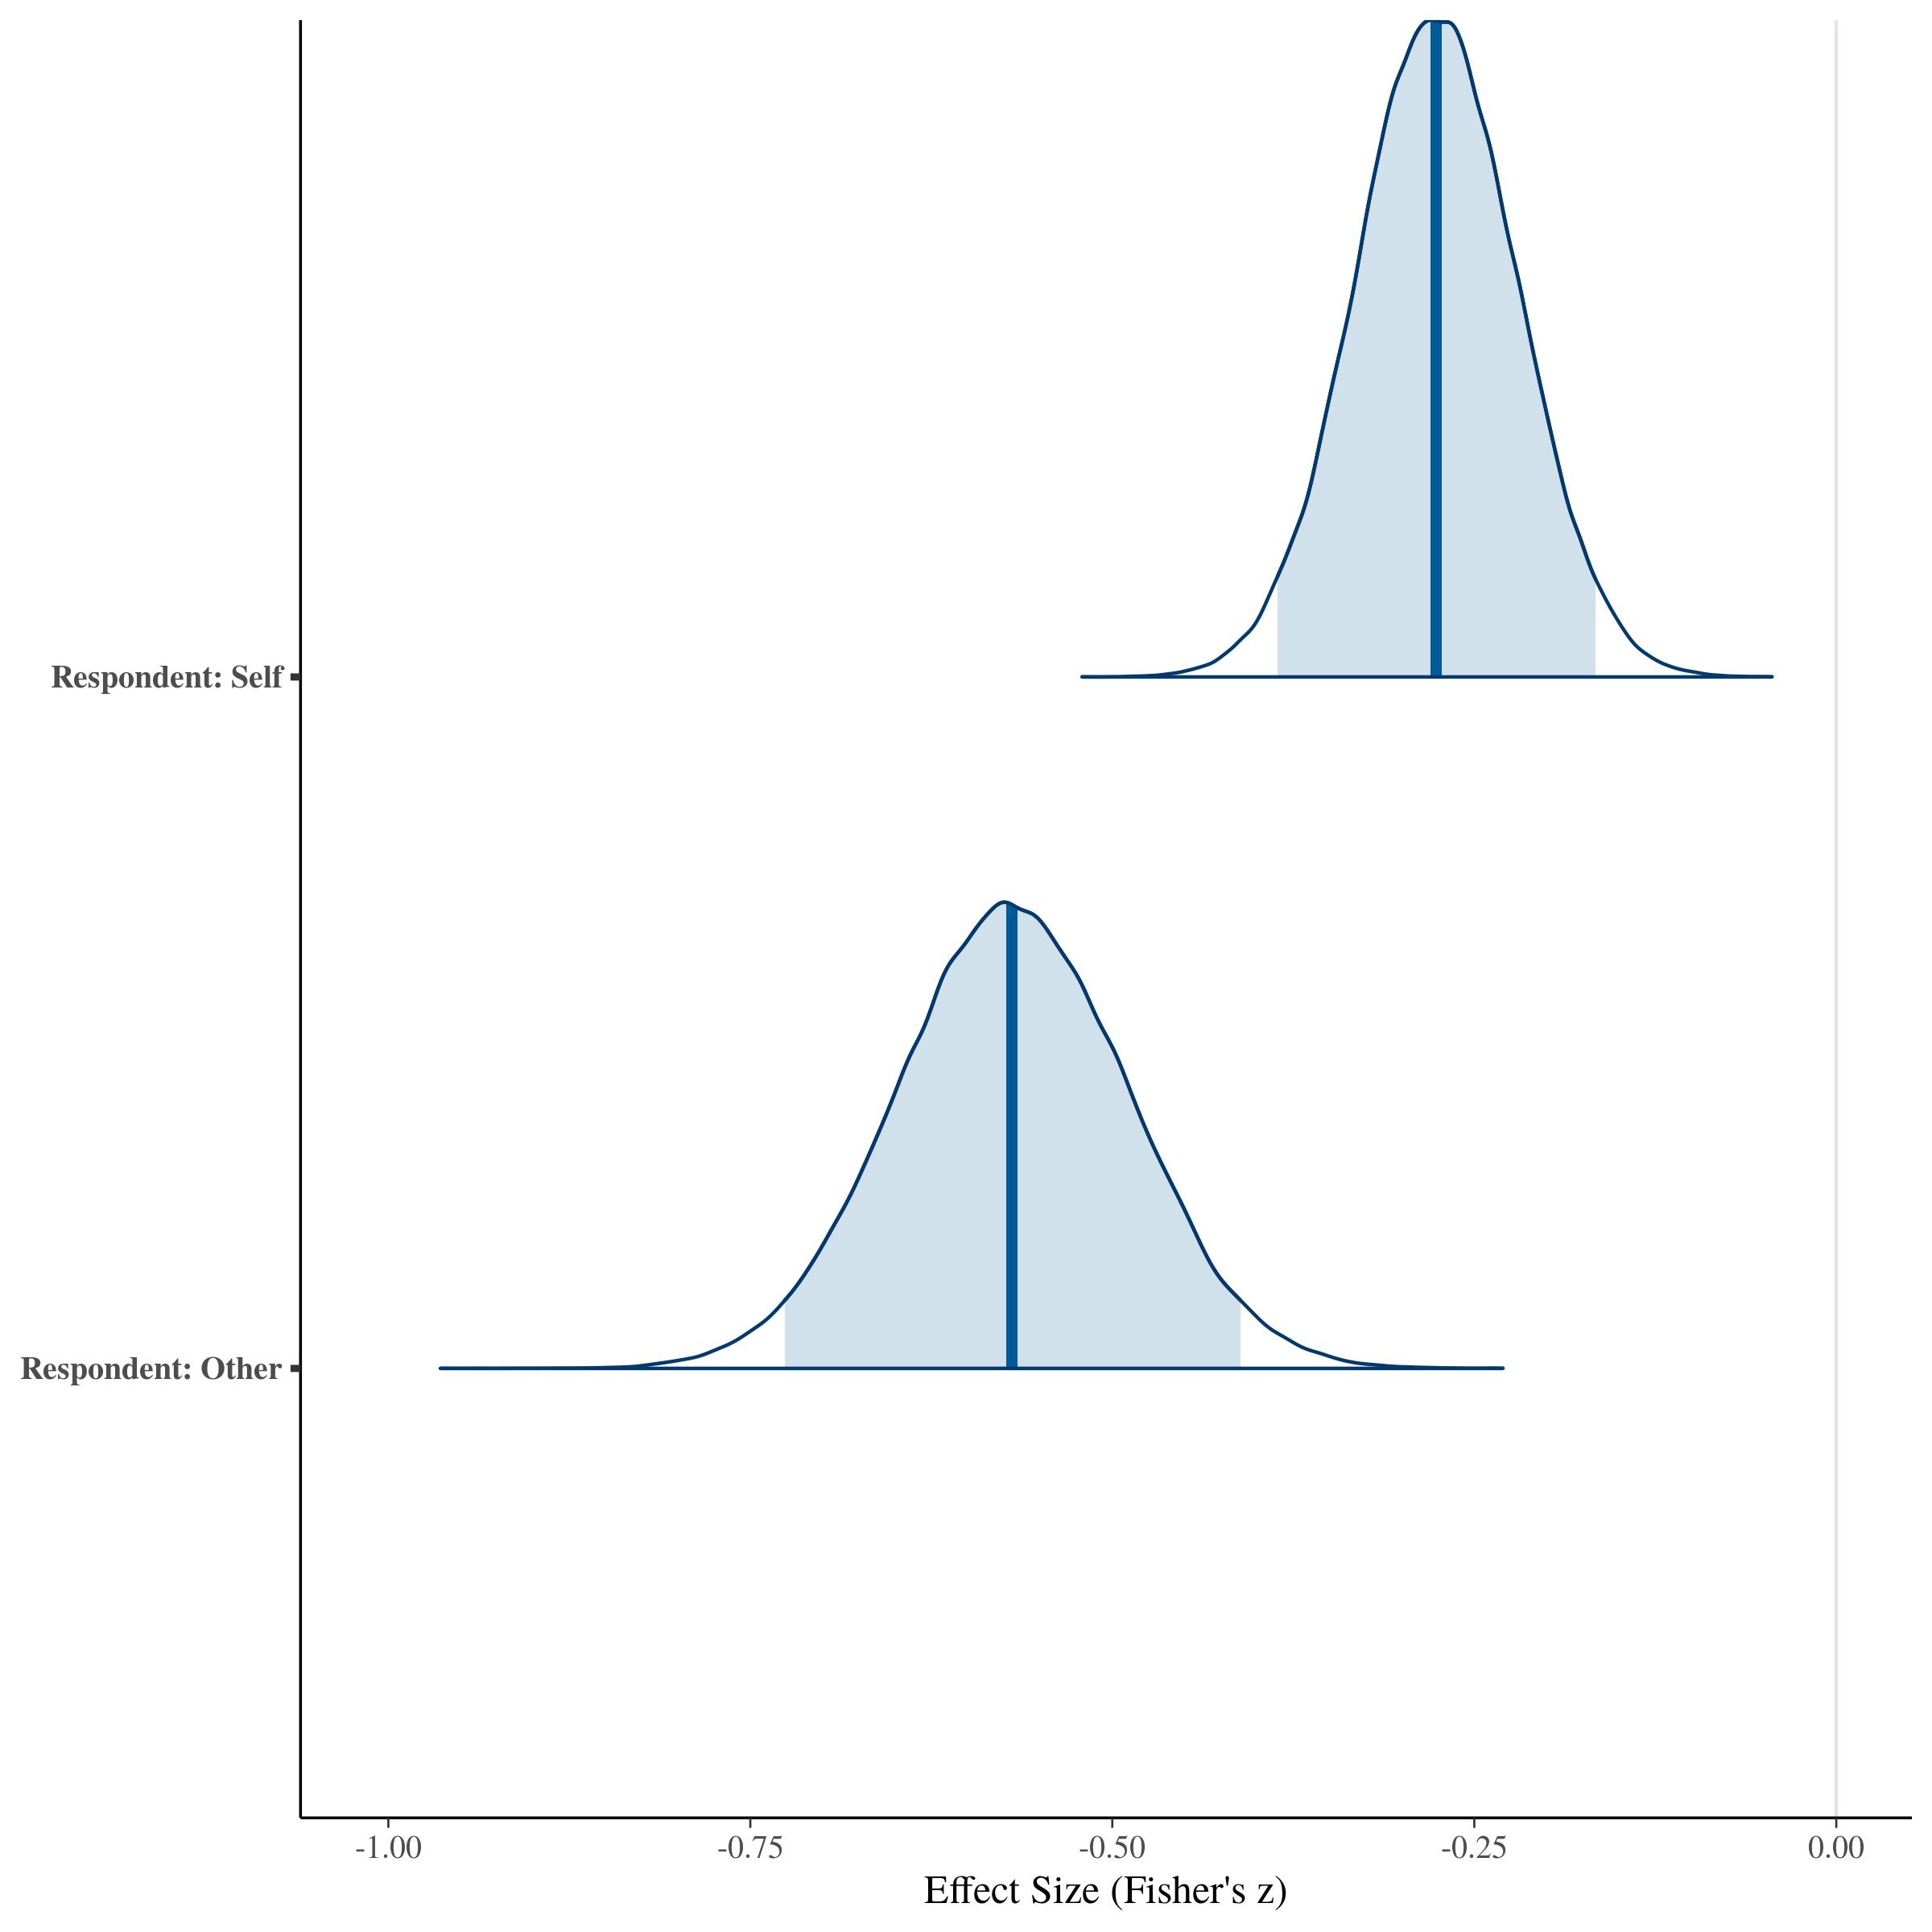 Respondent: Self
Respondent: Other
-1.00 -0.75 -0.50 -0.25 0.00
Effect Size (Fisher's z)